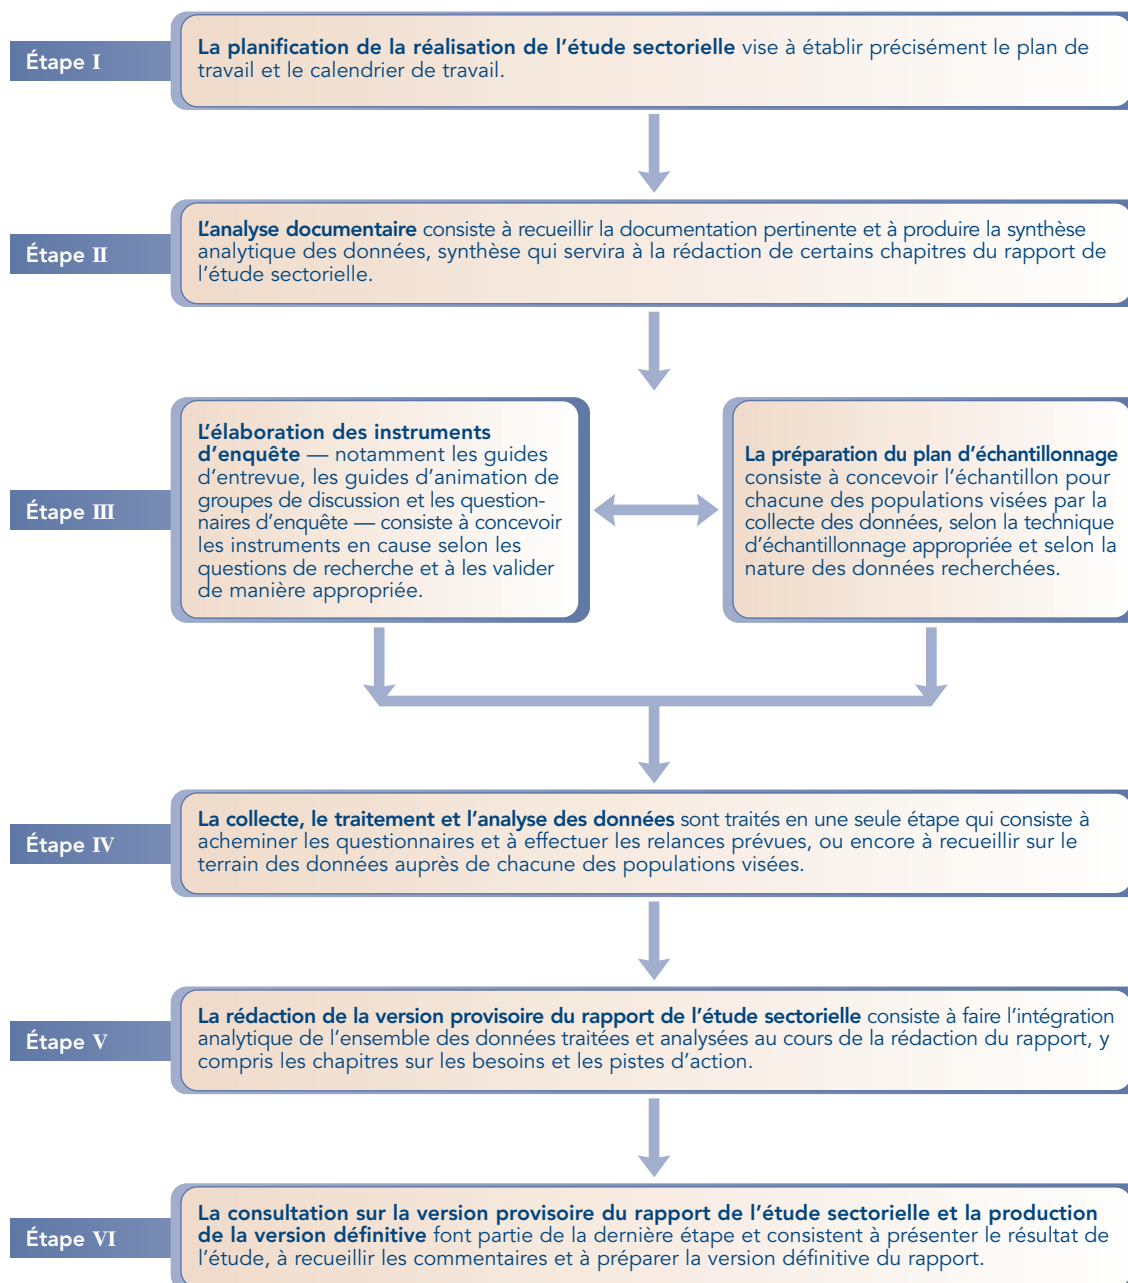 Étape I
La planification de la réalisation de l'étude sectorielle vise à établir précisément le plan de
travail et le calendrier de travail.
Étape II
L'analyse documentaire consiste à recueillir la documentation pertinente et à produire la synthèse
analytique des données, synthèse qui servira à la rédaction de certains chapitres du rapport de
l'étude sectorielle.
Étape III
L'élaboration des instruments
d'enquête — notamment les guides
d'entrevue, les guides d'animation de
groupes de discussion et les question-
naires d'enquête — consiste à concevoir
les instruments en cause selon les
questions de recherche et à les valider
de manière appropriée.
La préparation du plan d'échantillonnage
consiste à concevoir l'échantillon pour
chacune des populations visées par la
collecte des données, selon la technique
d'échantillonnage appropriée et selon la
nature des données recherchées.
Étape IV
La collecte, le traitement et l'analyse des données sont traités en une seule étape qui consiste à
acheminer les questionnaires et à effectuer les relances prévues, ou encore à recueillir sur le
terrain des données auprès de chacune des populations visées.
Étape V
La rédaction de la version provisoire du rapport de l'étude sectorielle consiste à faire l'intégration
analytique de l'ensemble des données traitées et analysées au cours de la rédaction du rapport, y
compris les chapitres sur les besoins et les pistes d'action.
Étape VI
La consultation sur la version provisoire du rapport de l'étude sectorielle et la production
de la version définitive font partie de la dernière étape et consistent à présenter le résultat de
l'étude, à recueillir les commentaires et à préparer la version définitive du rapport.